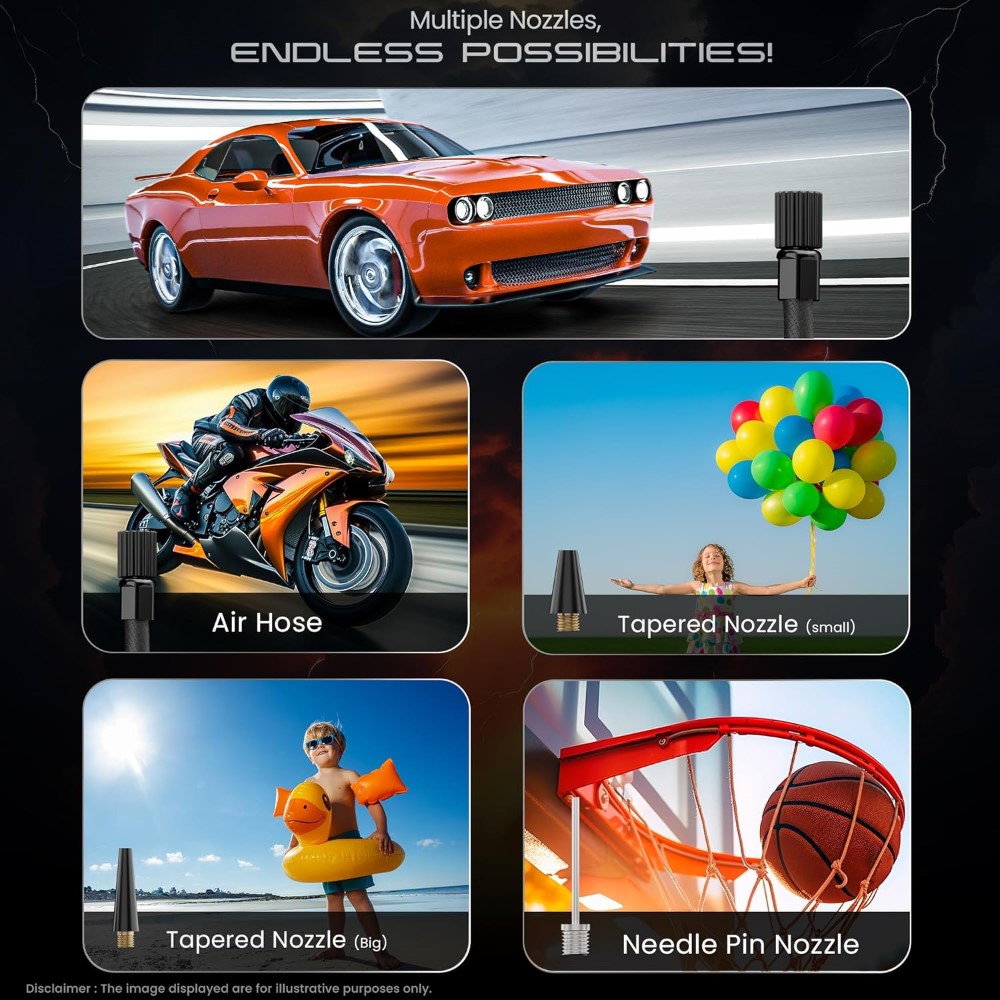 Multiple Nozzles,
ENDLESS POSSIBILITIES!
Air Hose
Tapered Nozzle (small)
Tapered Nozzle (Big)
Needle Pin Nozzle
Disclaimer : The image displayed are for illustrative purposes only.